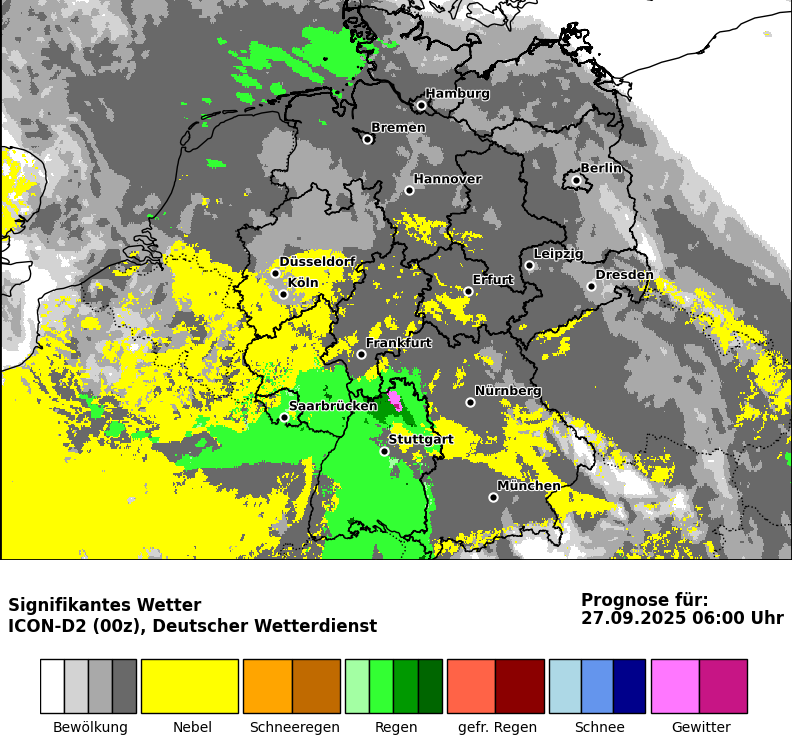 Hamburg
Bremen
Berlin
Hannover
Leipzig
Düsseldorf
Dresden
Erfurt
Köln
Frankfurt
Nürnberg
Saarbrücken
Stuttgart
München
Signifikantes Wetter
ICON-D2 (00z), Deutscher Wetterdienst
Prognose für:
27.09.2025 06:00 Uhr
Bewölkung Nebel Schneeregen Regen gefr. Regen Schnee Gewitter